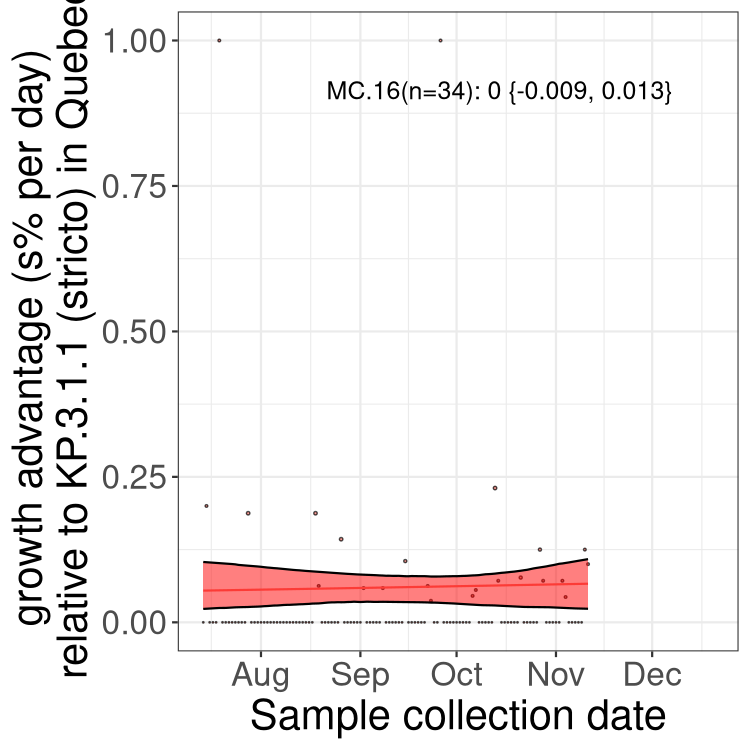 growth advantage (s% per day)
relative to KP.3.1.1 (stricto) in Quebec
1.00
0.75
0.50
0.25
0.00
MC.16(n=34): 0 {-0.009, 0.013}
Aug Sep Oct Nov Dec
Sample collection date